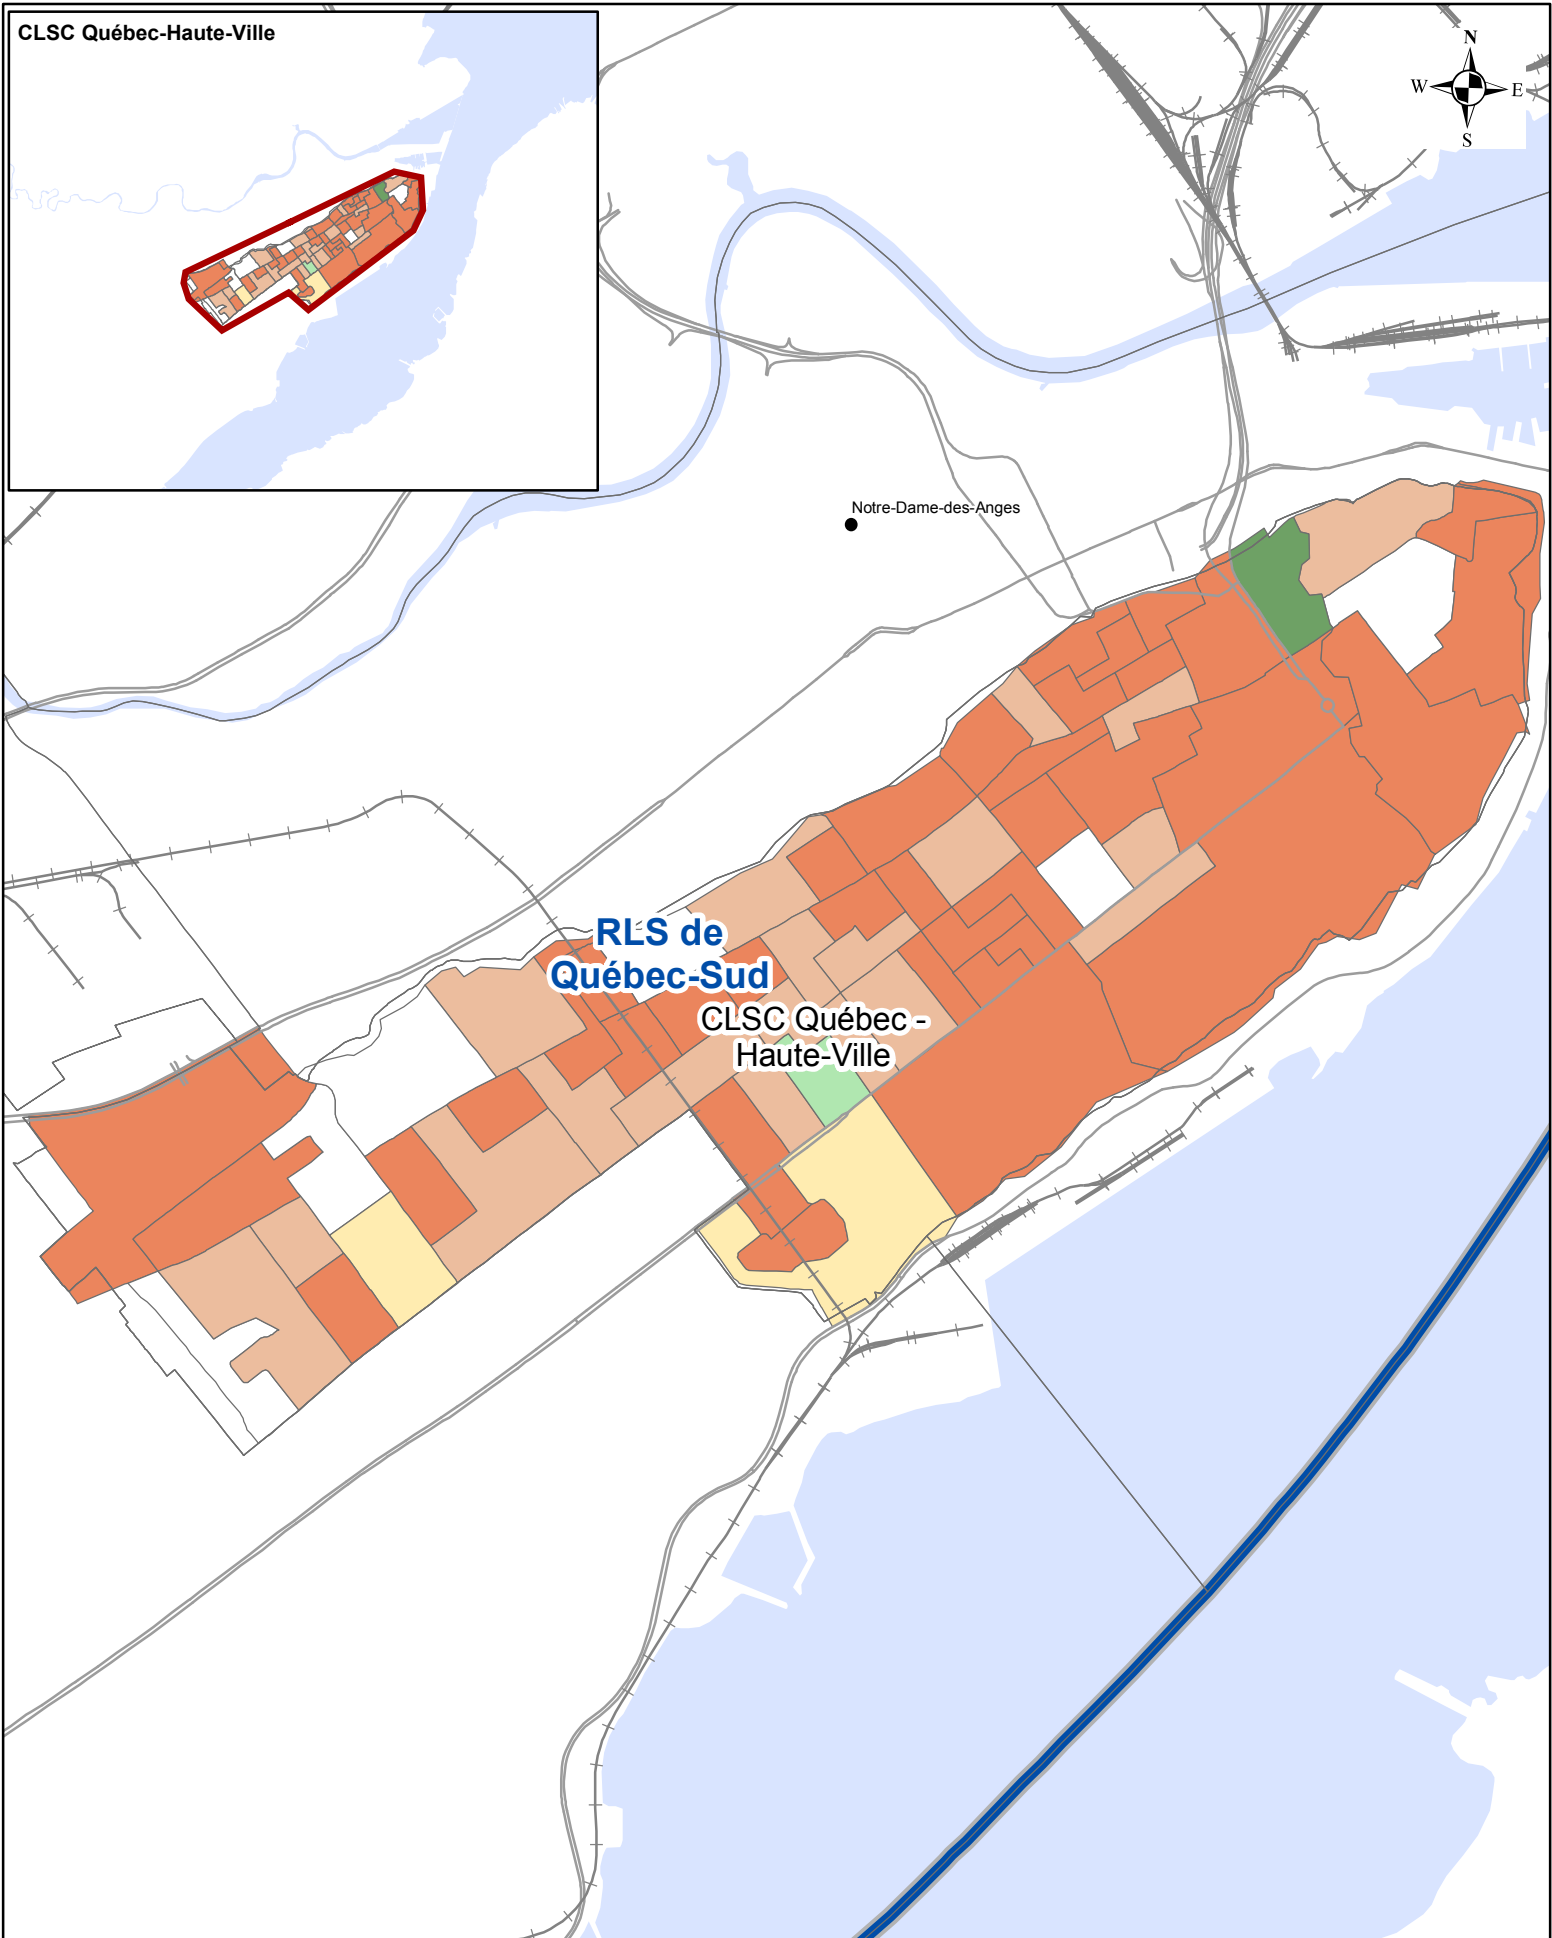 CLSC Québec-Haute-Ville
N
W
E
S
Notre-Dame-des-Anges
RLS de
Québec-Sud
CLSC Québec -
Haute-Ville